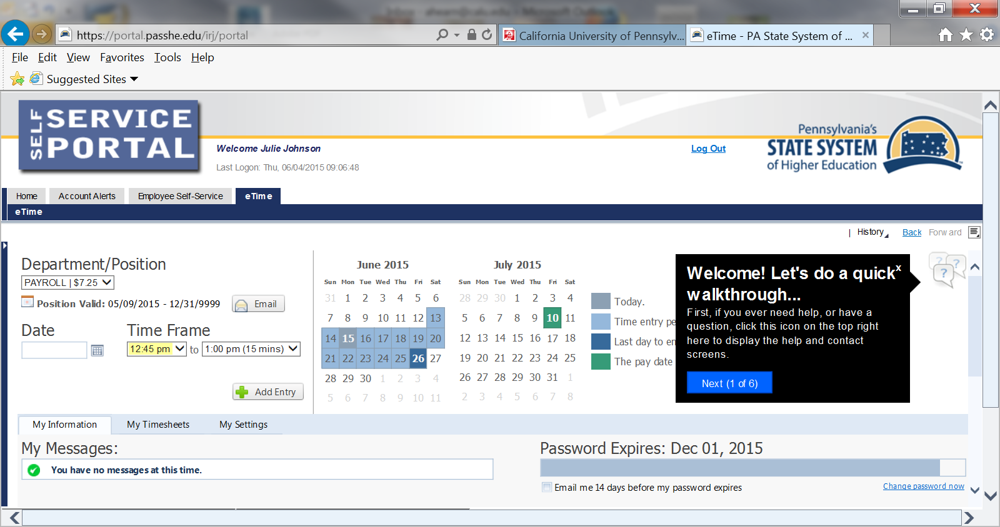 https://portal.passhe.edu/irj/portal
California University of Pennsylv...
eTime - PA State System of ...
File Edit View Favorites Tools Help
Suggested Sites
SELF SERVICE PORTAL
Welcome Julie Johnson
Last Logon: Thu, 06/04/2015 09:06:48
Log Out
Pennsylvania's
STATE SYSTEM
of Higher Education
Home Account Alerts Employee Self-Service eTime
eTime
| History Back Forward
Department/Position
PAYROLL | $7.25
Position Valid: 05/09/2015 - 12/31/9999
Email
Date Time Frame
12:45 pm to 1:00 pm (15 mins)
Add Entry
June 2015
Sun Mon Tue Wed Thu Fri Sat
31 1 2 3 4 5 6
7 8 9 10 11 12 13
14 15 16 17 18 19 20
21 22 23 24 25 26 27
28 29 30 1 2 3 4
5 6 7 8 9 10 11
July 2015
Sun Mon Tue Wed Thu Fri Sat
28 29 30 1 2 3 4
5 6 7 8 9 10 11
12 13 14 15 16 17 18
19 20 21 22 23 24 25
26 27 28 29 30 31 1
2 3 4 5 6 7 8
Today.
Time entry pe
Last day to en
The pay date
Welcome! Let's do a quick x
walkthrough...
First, if you ever need help, or have a
question, click this icon on the top right
here to display the help and contact
screens.
Next (1 of 6)
My Information My Timesheets My Settings
My Messages:
You have no messages at this time.
Password Expires: Dec 01, 2015
Email me 14 days before my password expires
Change password now